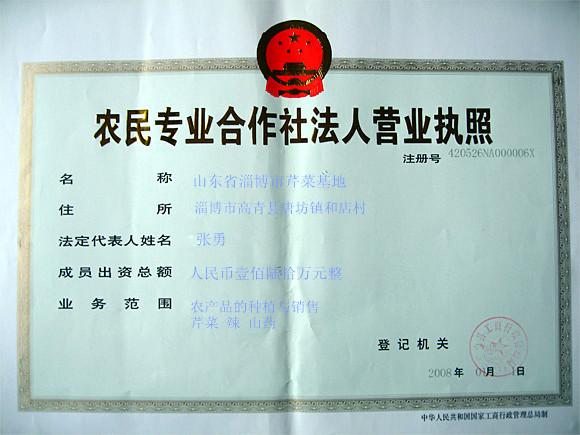 农民专业合作社法人营业执照
注册号 420526NA000006X
名称 山东省淄博市芹菜基地
住所 淄博市高青县唐坊镇和店村
法定代表人姓名 张勇
成员出资总额 人民币壹佰陆拾万元整
业务范围 农产品的种植与销售
芹菜 辣 山药
登记机关
2008年 月 日
中华人民共和国国家工商行政管理总局制